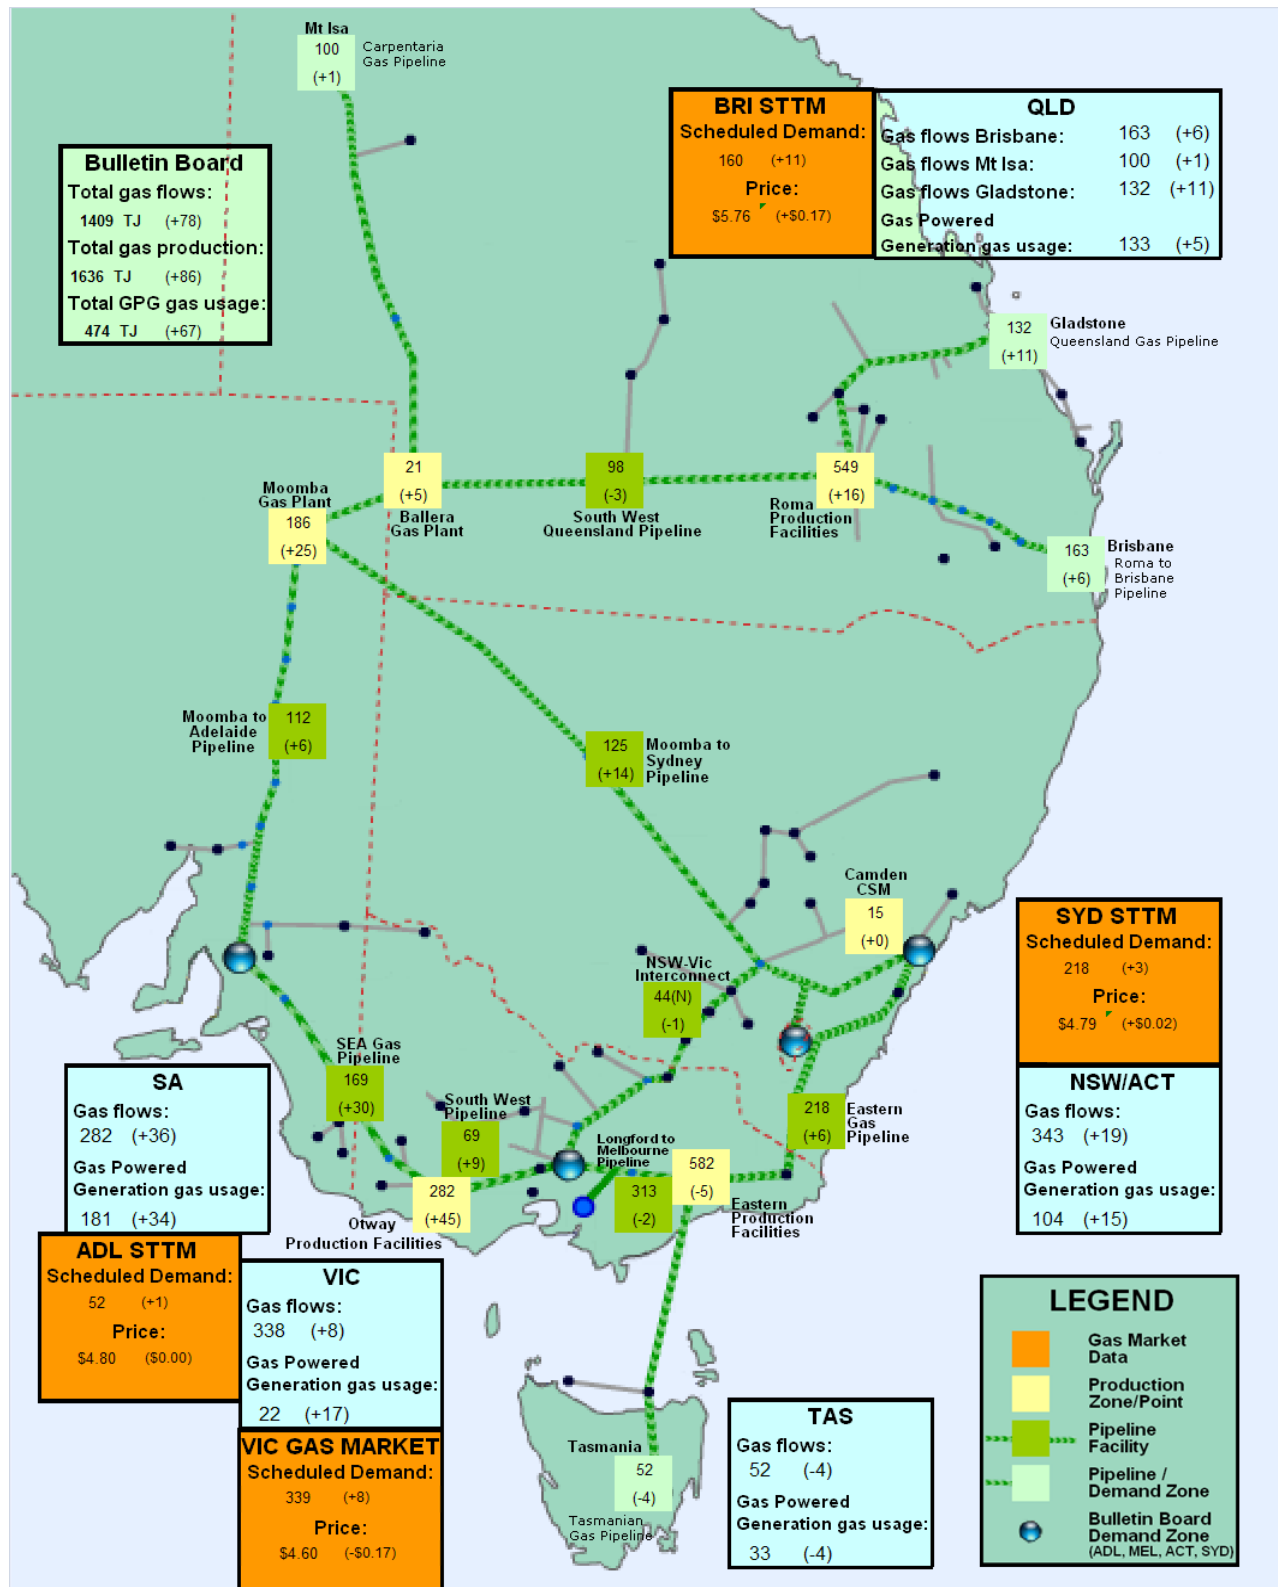 Mt Isa
100
(+1)
Carpentaria
Gas Pipeline
BRI STTM
Scheduled Demand:
160 (+11)
Price:
$5.76 (+$0.17)
QLD
Gas flows Brisbane: 163 (+6)
Gas flows Mt Isa: 100 (+1)
Gas flows Gladstone: 132 (+11)
Gas Powered
Generation gas usage: 133 (+5)
Bulletin Board
Total gas flows:
1409 TJ (+78)
Total gas production:
1636 TJ (+86)
Total GPG gas usage:
474 TJ (+67)
132
(+11)
Gladstone
Queensland Gas Pipeline
21
(+5)
Ballera
Gas Plant
98
(-3)
South West
Queensland Pipeline
549
(+16)
Roma
Production
Facilities
Moomba
Gas Plant
186
(+25)
163
(+6)
Brisbane
Roma to
Brisbane
Pipeline
Moomba to
Adelaide
Pipeline
112
(+6)
125
(+14)
Moomba to
Sydney
Pipeline
Camden
CSM
15
(+0)
NSW-Vic
Interconnect
44(N)
(-1)
SYD STTM
Scheduled Demand:
218 (+3)
Price:
$4.79 (+$0.02)
NSW/ACT
Gas flows:
343 (+19)
Gas Powered
Generation gas usage:
104 (+15)
SEA Gas
Pipeline
169
(+30)
South West
Pipeline
69
(+9)
Longford to
Melbourne
Pipeline
313
(-2)
582
(-5)
Eastern
Production
Facilities
218
(+6)
Eastern
Gas
Pipeline
282
(+45)
Otway
Production Facilities
SA
Gas flows:
282 (+36)
Gas Powered
Generation gas usage:
181 (+34)
ADL STTM
Scheduled Demand:
52 (+1)
Price:
$4.80 ($0.00)
VIC
Gas flows:
338 (+8)
Gas Powered
Generation gas usage:
22 (+17)
VIC GAS MARKET
Scheduled Demand:
339 (+8)
Price:
$4.60 (-$0.17)
Tasmania
52
(-4)
Tasmanian
Gas Pipeline
TAS
Gas flows:
52 (-4)
Gas Powered
Generation gas usage:
33 (-4)
LEGEND
Gas Market
Data
Production
Zone/Point
Pipeline
Facility
Pipeline /
Demand Zone
Bulletin Board
Demand Zone
(ADL, MEL, ACT, SYD)